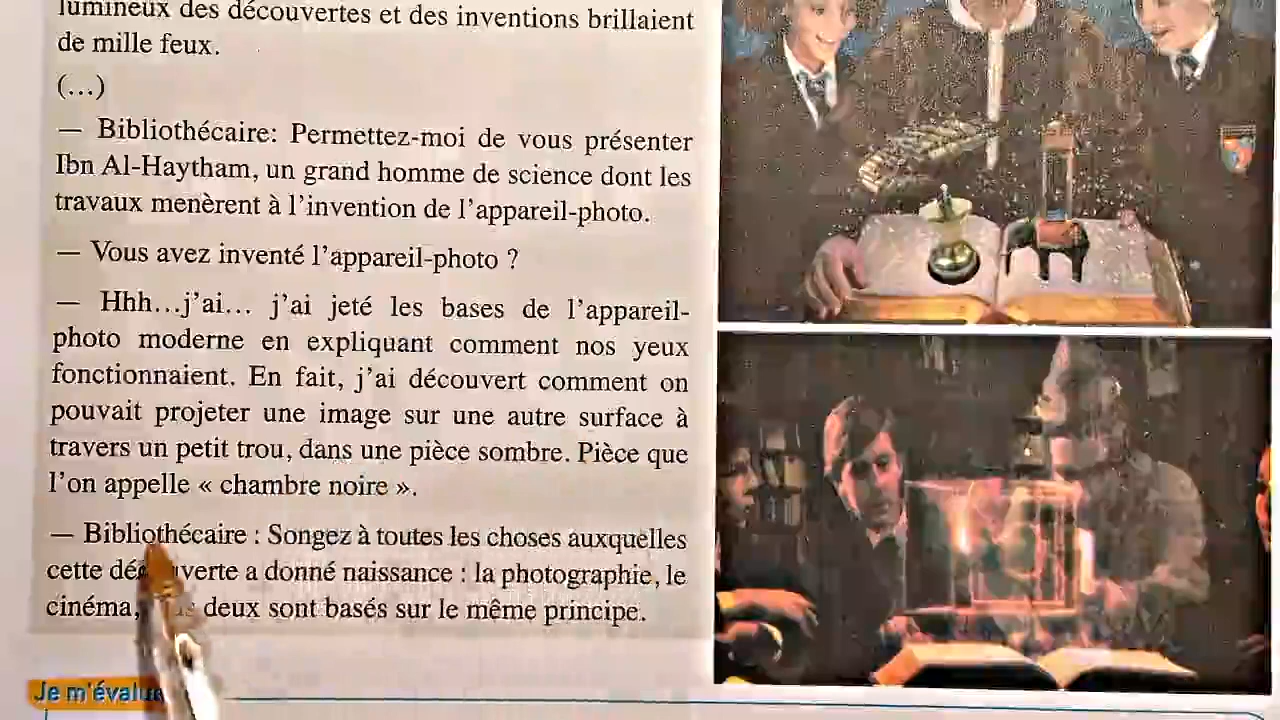 lumineux des découvertes et des inventions brillaient
de mille feux.
(...)
— Bibliothécaire: Permettez-moi de vous présenter
Ibn Al-Haytham, un grand homme de science dont les
travaux menèrent à l'invention de l'appareil-photo.
— Vous avez inventé l'appareil-photo ?
— Hhh...j'ai... j'ai jeté les bases de l'appareil-
photo moderne en expliquant comment nos yeux
fonctionnaient. En fait, j'ai découvert comment on
pouvait projeter une image sur une autre surface à
travers un petit trou, dans une pièce sombre. Pièce que
l'on appelle « chambre noire ».
— Bibliothécaire : Songez à toutes les choses auxquelles
cette a donné naissance : la photographie, le
cinéma, deux sont basés sur le même principe.
Je